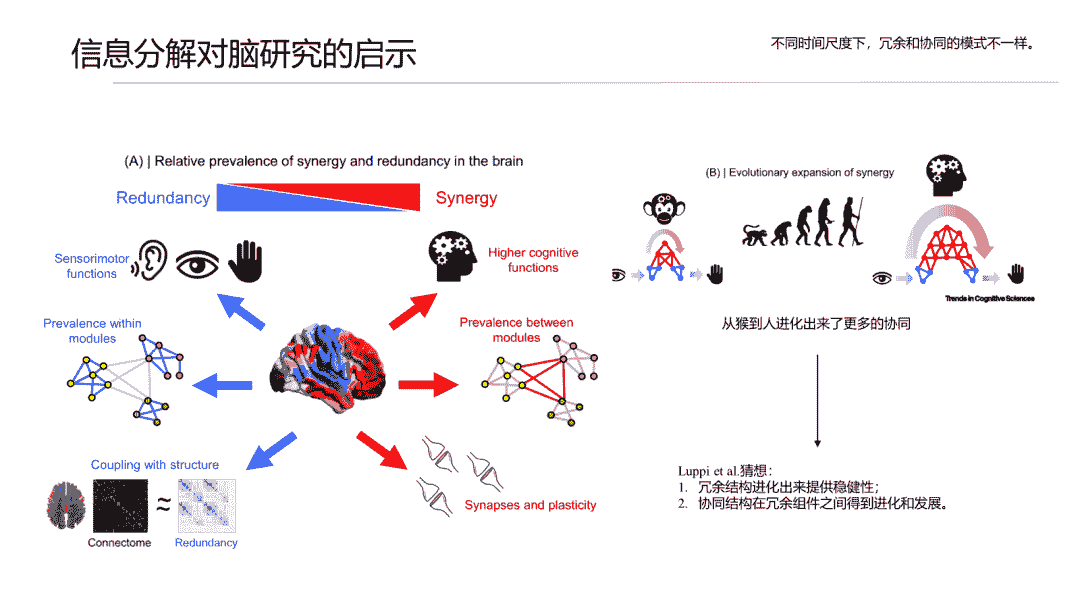 信息分解对脑研究的启示
不同时间尺度下，冗余和协同的模式不一样。
(A) | Relative prevalence of synergy and redundancy in the brain
Redundancy
Synergy
Sensorimotor
functions
Higher cognitive
functions
Prevalence within
modules
Prevalence between
modules
Coupling with structure
Connectome
Redundancy
≈
Synapses and plasticity
(B) | Evolutionary expansion of synergy
Trends in Cognitive Sciences
从猴到人进化出来了更多的协同
Luppi et al.猜想：
1. 冗余结构进化出来提供稳健性；
2. 协同结构在冗余组件之间得到进化和发展。